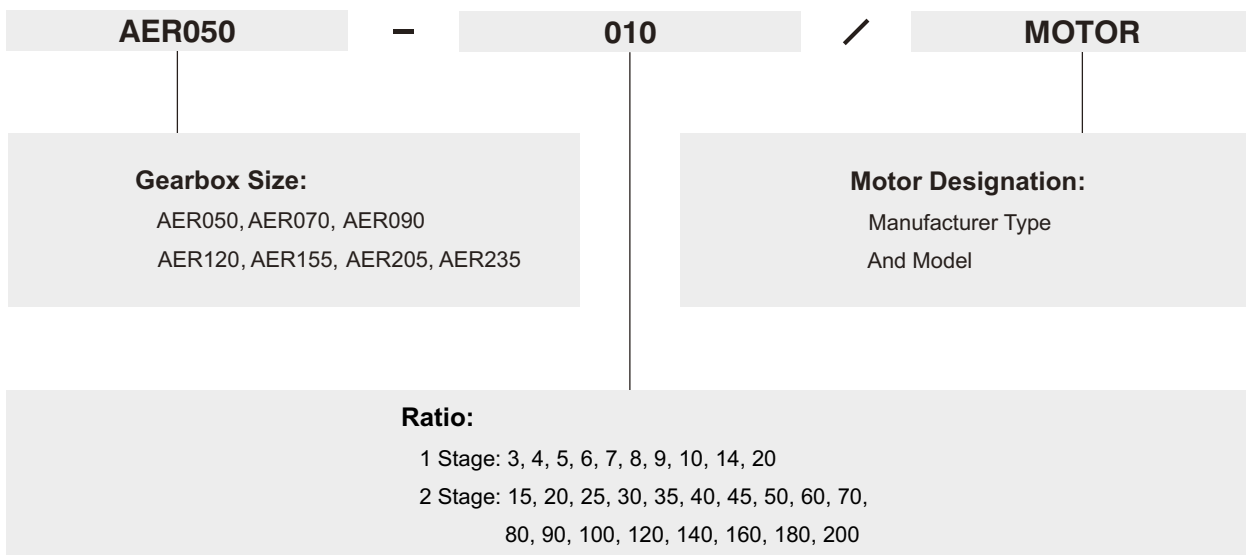 AER050 - 010 / MOTOR
Gearbox Size:
AER050, AER070, AER090
AER120, AER155, AER205, AER235
Motor Designation:
Manufacturer Type
And Model
Ratio:
1 Stage: 3, 4, 5, 6, 7, 8, 9, 10, 14, 20
2 Stage: 15, 20, 25, 30, 35, 40, 45, 50, 60, 70,
80, 90, 100, 120, 140, 160, 180, 200